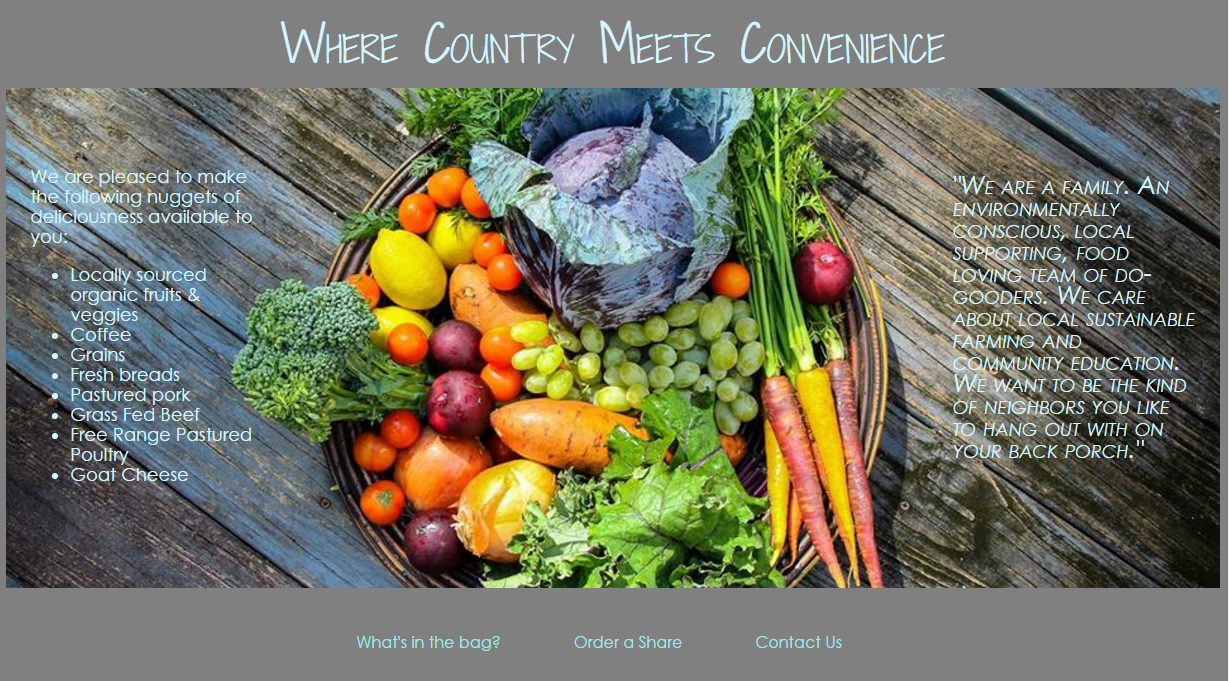 Where Country Meets Convenience
We are pleased to make
the following nuggets of
deliciousness available to
you:
• Locally sourced
organic fruits &
veggies
• Coffee
• Grains
• Fresh breads
• Pastured pork
• Grass Fed Beef
• Free Range Pastured
Poultry
• Goat Cheese
"We are a family. An
environmentally
conscious, local
supporting, food
loving team of do-
gooders. We care
about local sustainable
farming and
community education.
We want to be the kind
of neighbors you like
to hang out with on
your back porch."
What's in the bag? Order a Share Contact Us